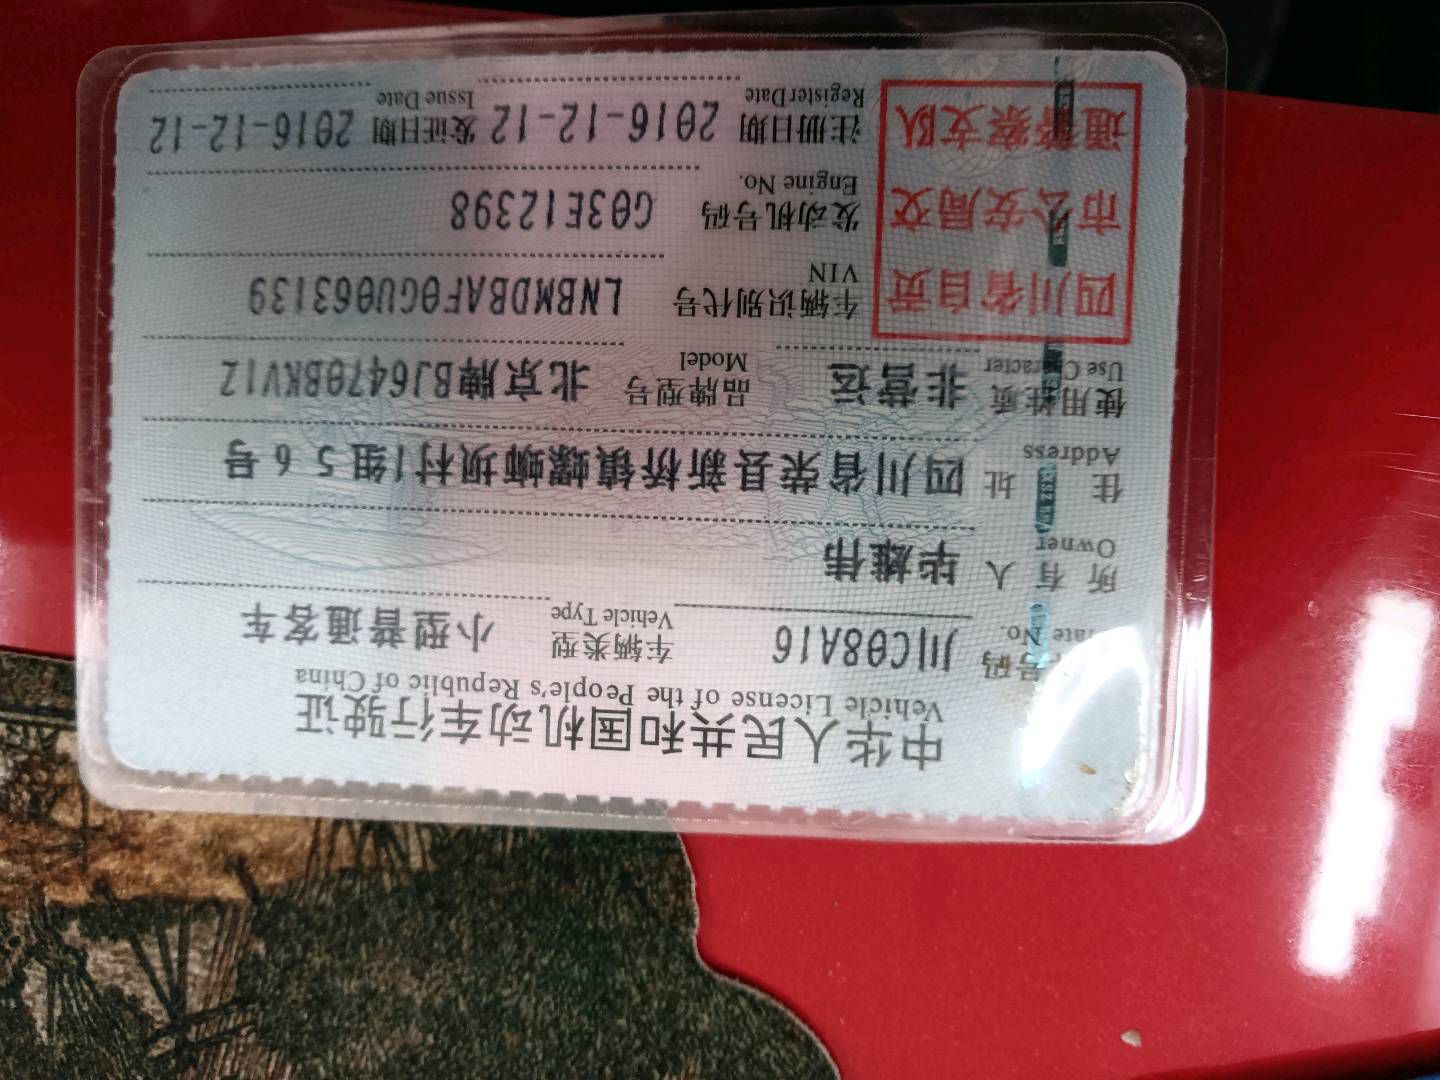 中华人民共和国机动车行驶证
Vehicle License of the People's Republic of China
号码 川C08A16 车辆类型 小型普通客车
No. Vehicle Type
所有人 毕雄伟
Owner
住址 四川省荣县新桥镇螺蛳坝村1组56号
Address
使用性质 非营运 品牌型号 北京牌BJ6470BKV1Z
Use Character Model
四川省自贡
市公安局交
通警察支队
车辆识别代号 LNBMDBAF0GU063139
VIN
发动机号码 G03E12398
Engine No.
注册日期 2016-12-12 发证日期 2016-12-12
Register Date Issue Date